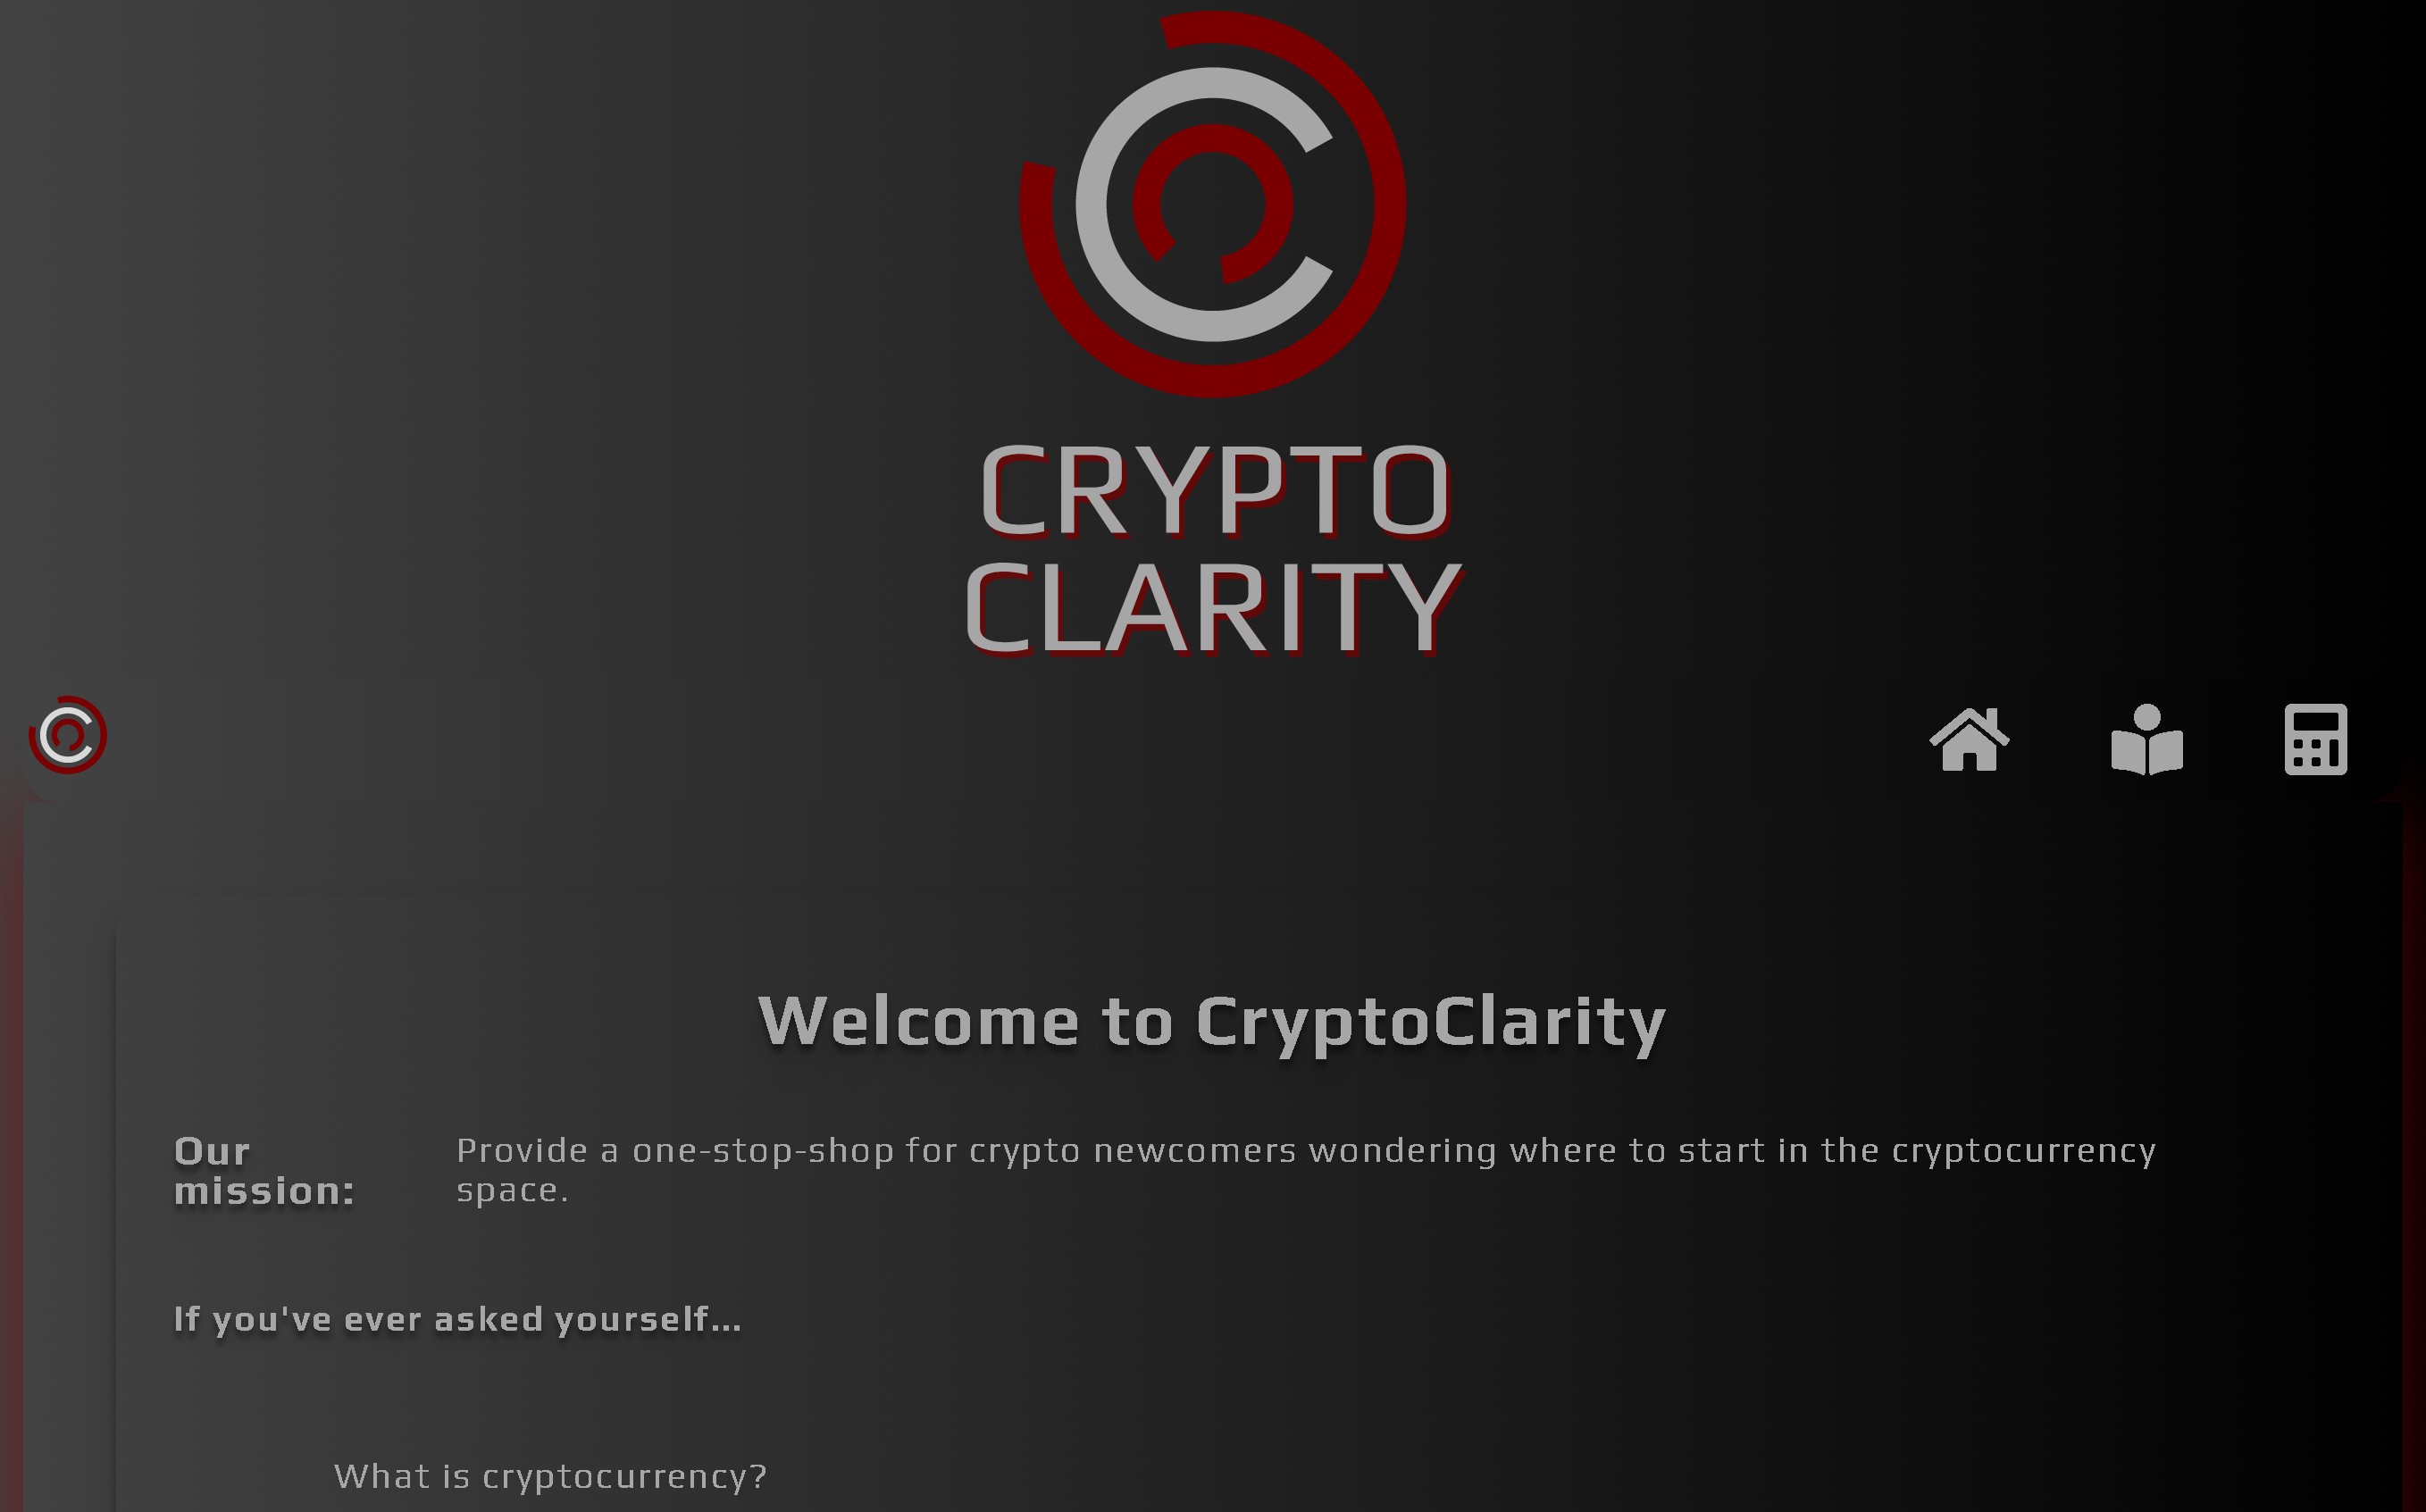 CRYPTO
CLARITY
Welcome to CryptoClarity
Our
mission:
Provide a one-stop-shop for crypto newcomers wondering where to start in the cryptocurrency
space.
If you've ever asked yourself...
What is cryptocurrency?